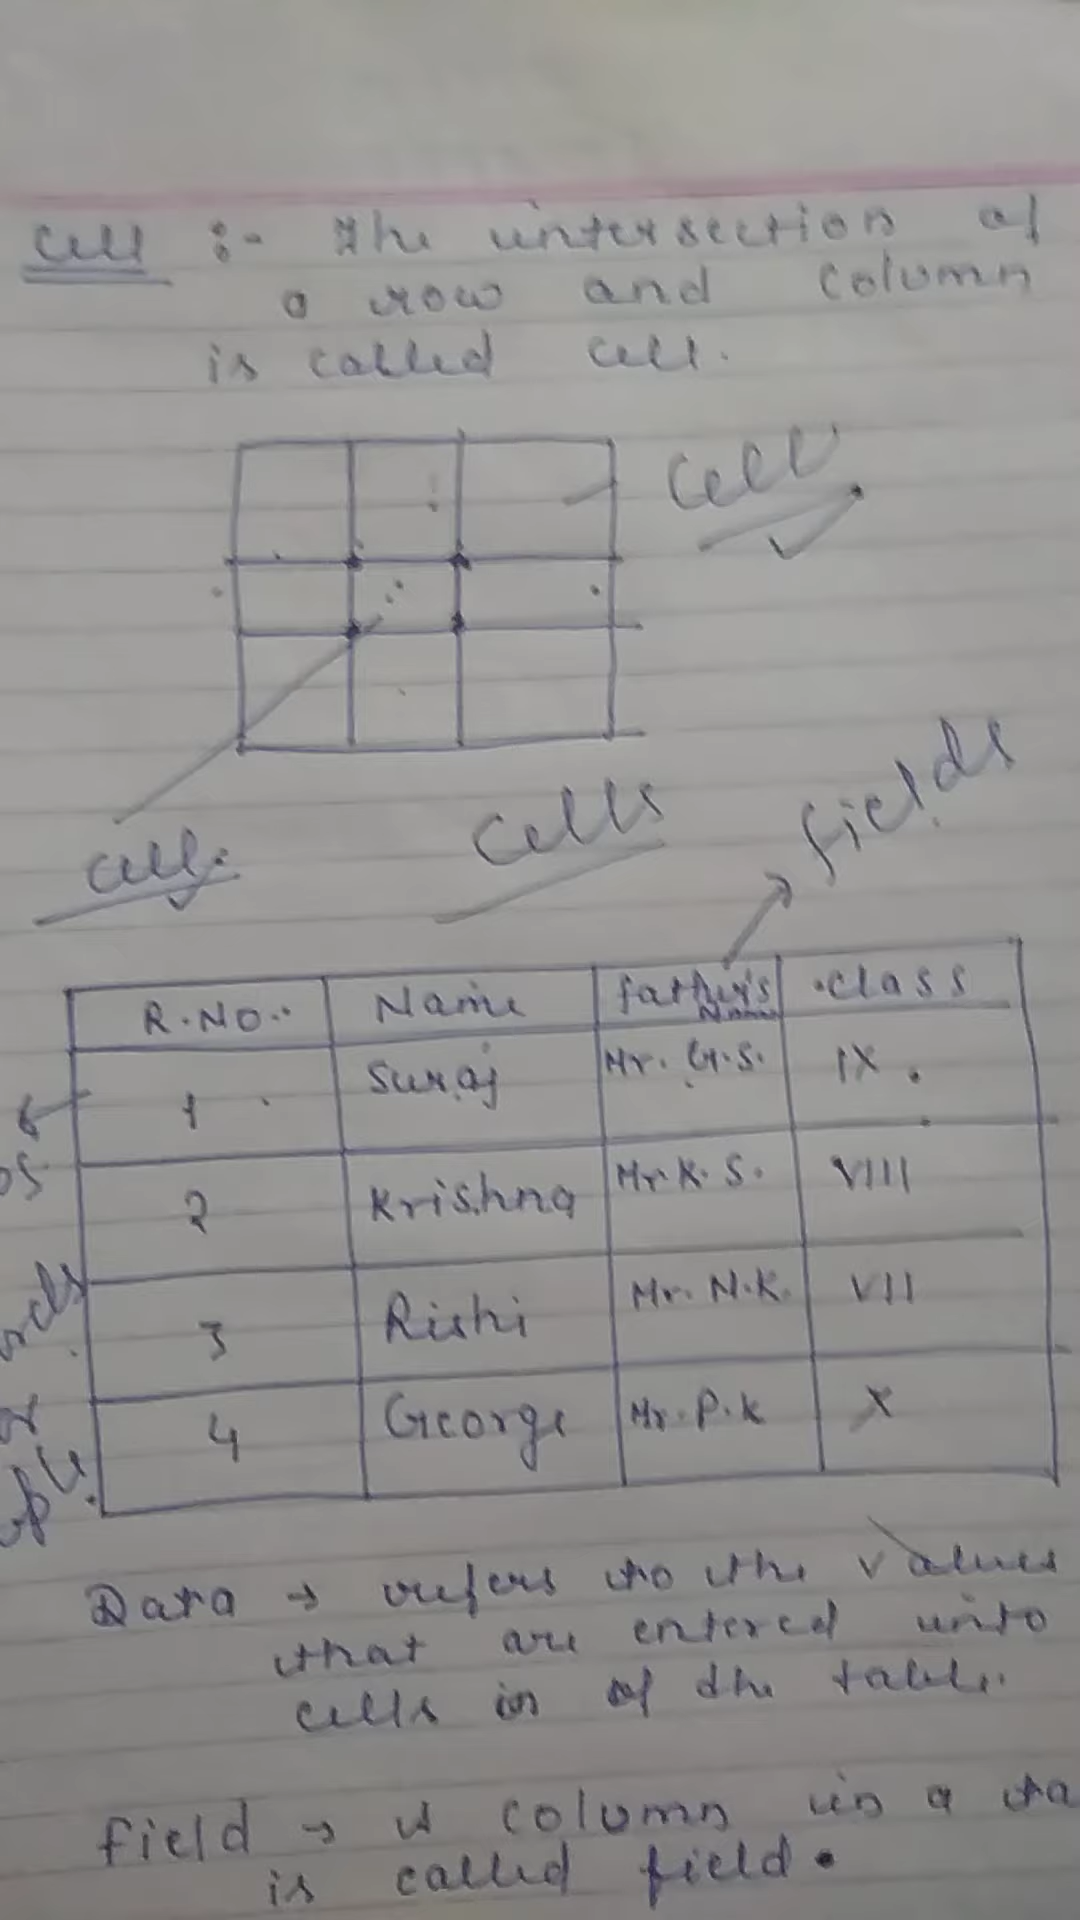 Cell :- The intersection of
a row and column
is called cell.
Cell
cell.
Cells
fields
R.NO. Name father's Name class
1 Suraj Mr. G.S. IX
2 Krishna Mr. K. S. VIII
3 Rishi Mr. N.K. VII
4 George Mr. P.K X
or
Data → refers to the values
that are entered into
cells in of the table.
field → A column in a ta
is called field.